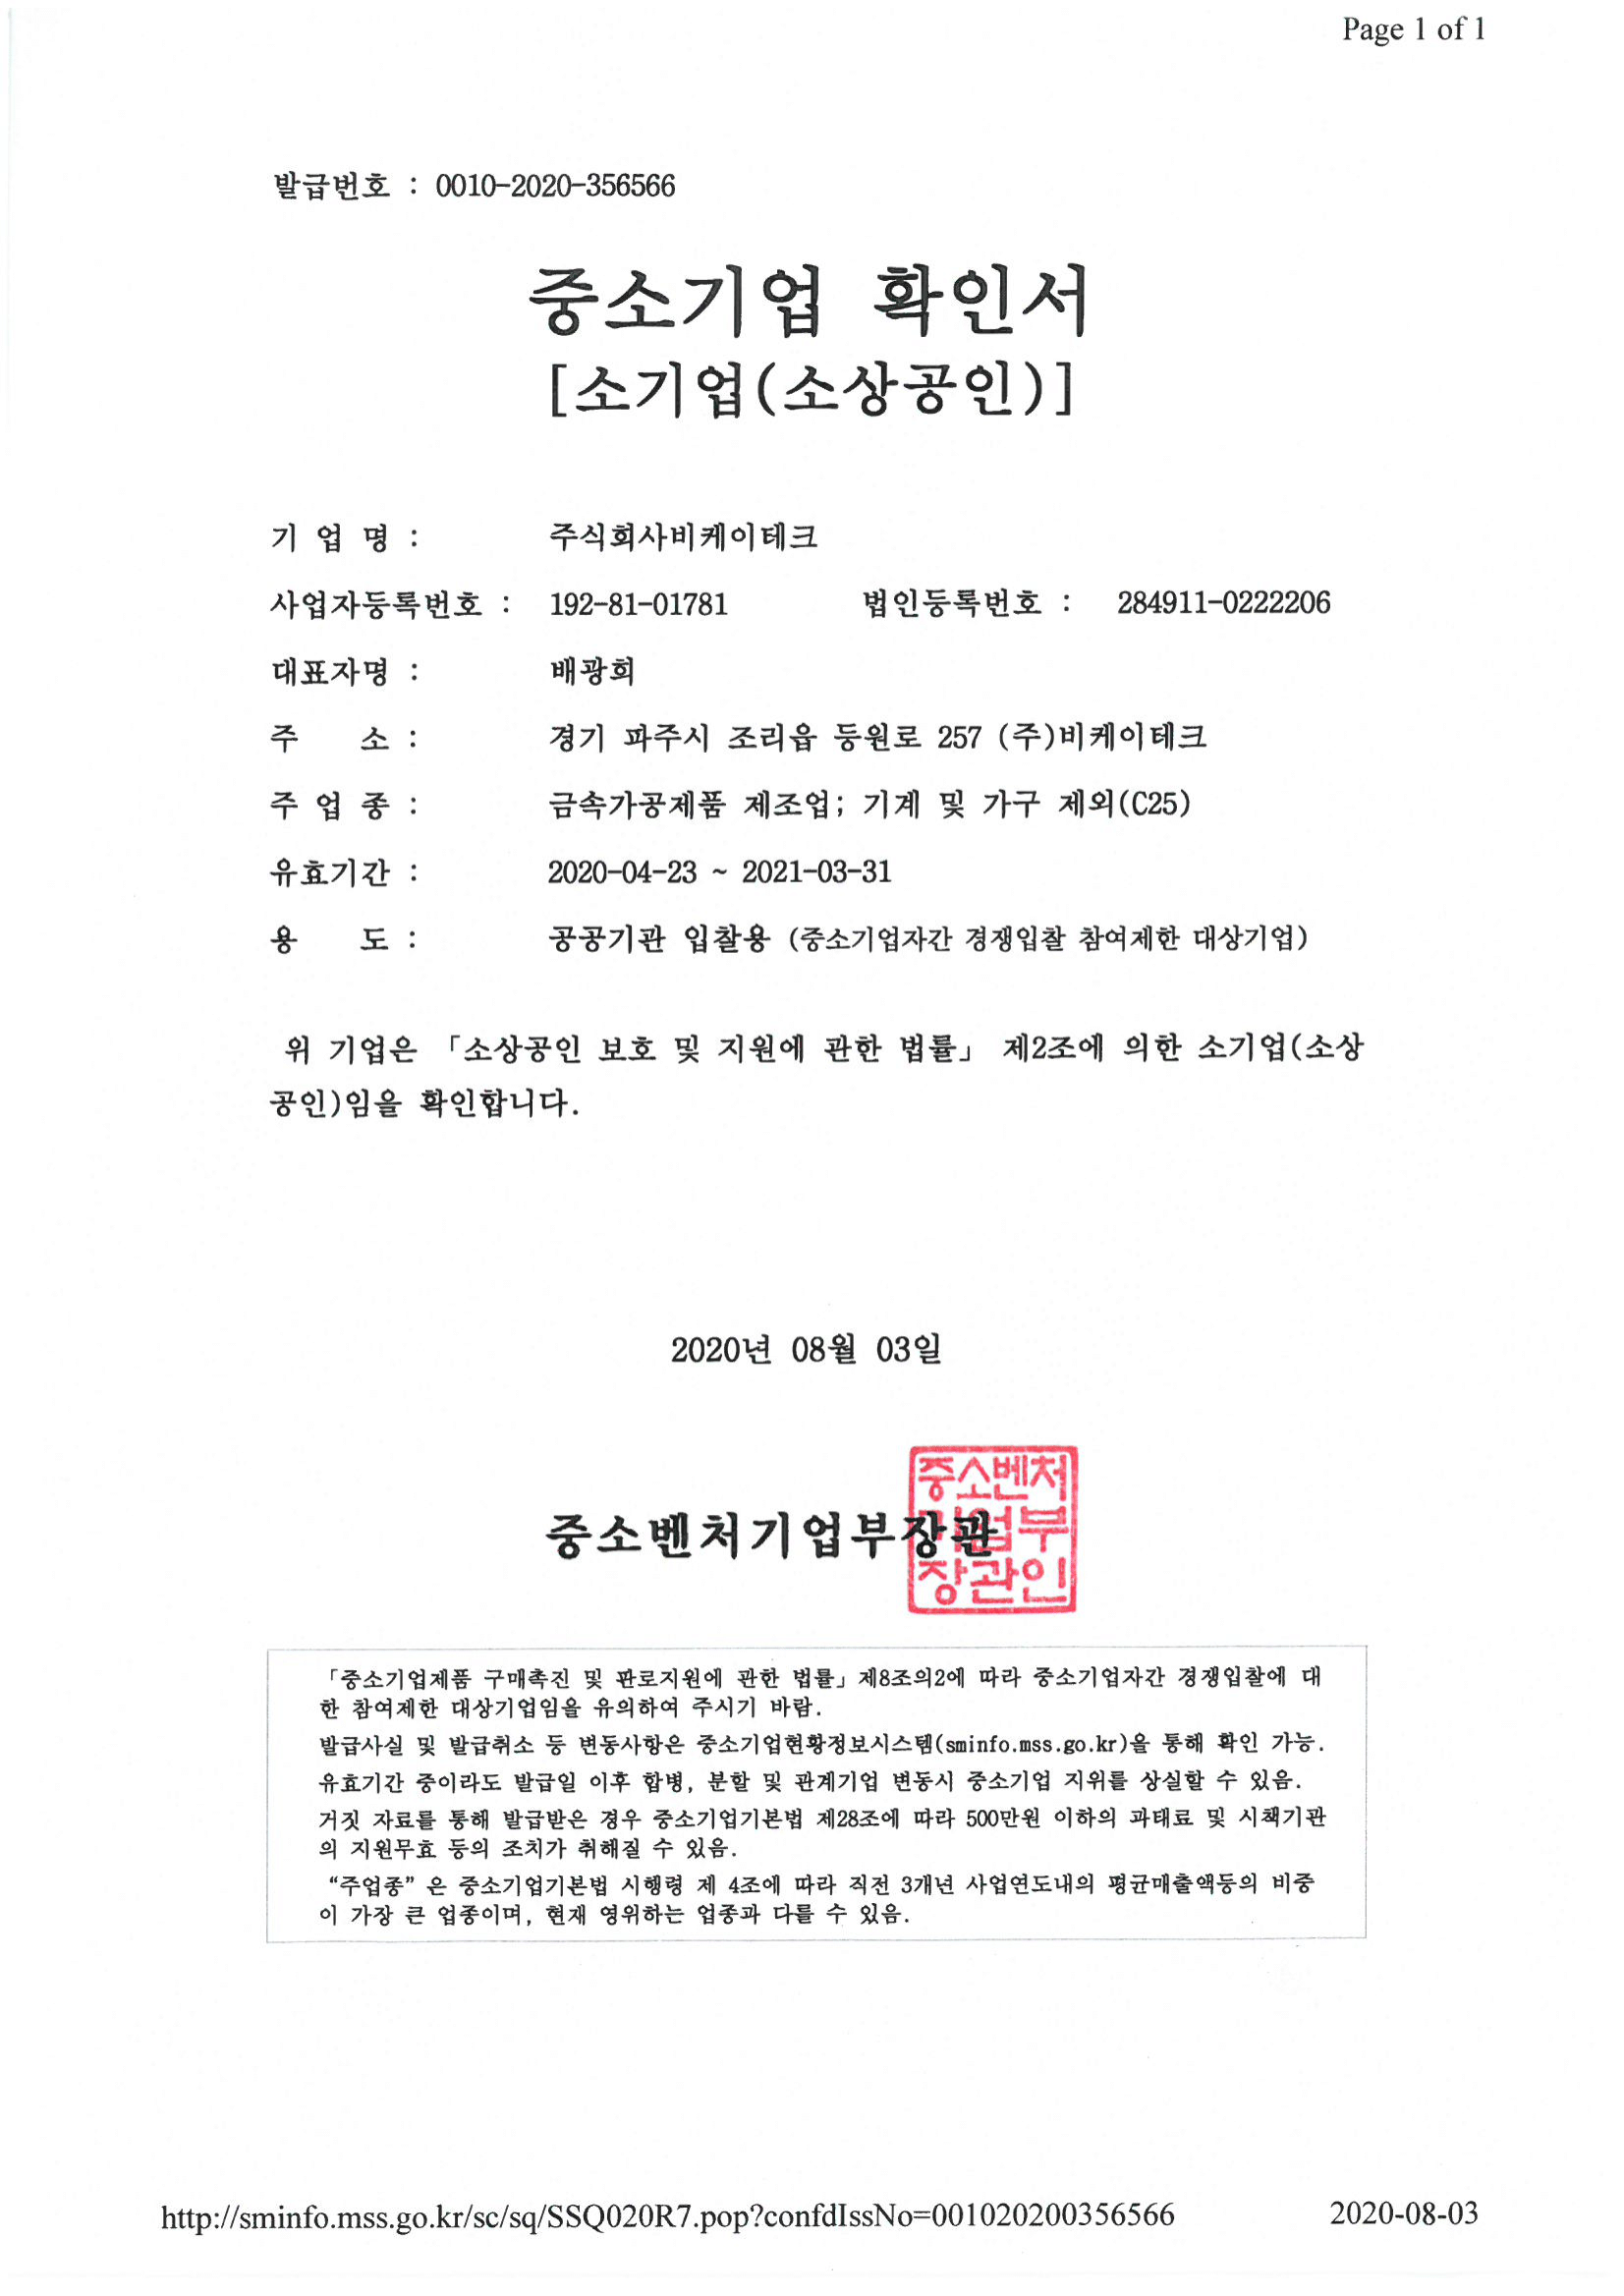 Page 1 of 1
발급번호 : 0010-2020-356566
중소기업 확인서
[소기업(소상공인)]
기 업 명 : 주식회사비케이테크
사업자등록번호 : 192-81-01781 법인등록번호 : 284911-0222206
대표자명 : 배광희
주 소 : 경기 파주시 조리읍 등원로 257 (주)비케이테크
주 업 종 : 금속가공제품 제조업; 기계 및 가구 제외(C25)
유효기간 : 2020-04-23 ~ 2021-03-31
용 도 : 공공기관 입찰용 (중소기업자간 경쟁입찰 참여제한 대상기업)
위 기업은 「소상공인 보호 및 지원에 관한 법률」 제2조에 의한 소기업(소상
공인)임을 확인합니다.
2020년 08월 03일
중소벤처기업부장관
중소벤처
기업부
장관인
「중소기업제품 구매촉진 및 판로지원에 관한 법률」제8조의2에 따라 중소기업자간 경쟁입찰에 대
한 참여제한 대상기업임을 유의하여 주시기 바람.
발급사실 및 발급취소 등 변동사항은 중소기업현황정보시스템(sminfo.mss.go.kr)을 통해 확인 가능.
유효기간 중이라도 발급일 이후 합병, 분할 및 관계기업 변동시 중소기업 지위를 상실할 수 있음.
거짓 자료를 통해 발급받은 경우 중소기업기본법 제28조에 따라 500만원 이하의 과태료 및 시책기관
의 지원무효 등의 조치가 취해질 수 있음.
“주업종” 은 중소기업기본법 시행령 제 4조에 따라 직전 3개년 사업연도내의 평균매출액등의 비중
이 가장 큰 업종이며, 현재 영위하는 업종과 다를 수 있음.
http://sminfo.mss.go.kr/sc/sq/SSQ020R7.pop?confdIssNo=001020200356566 2020-08-03